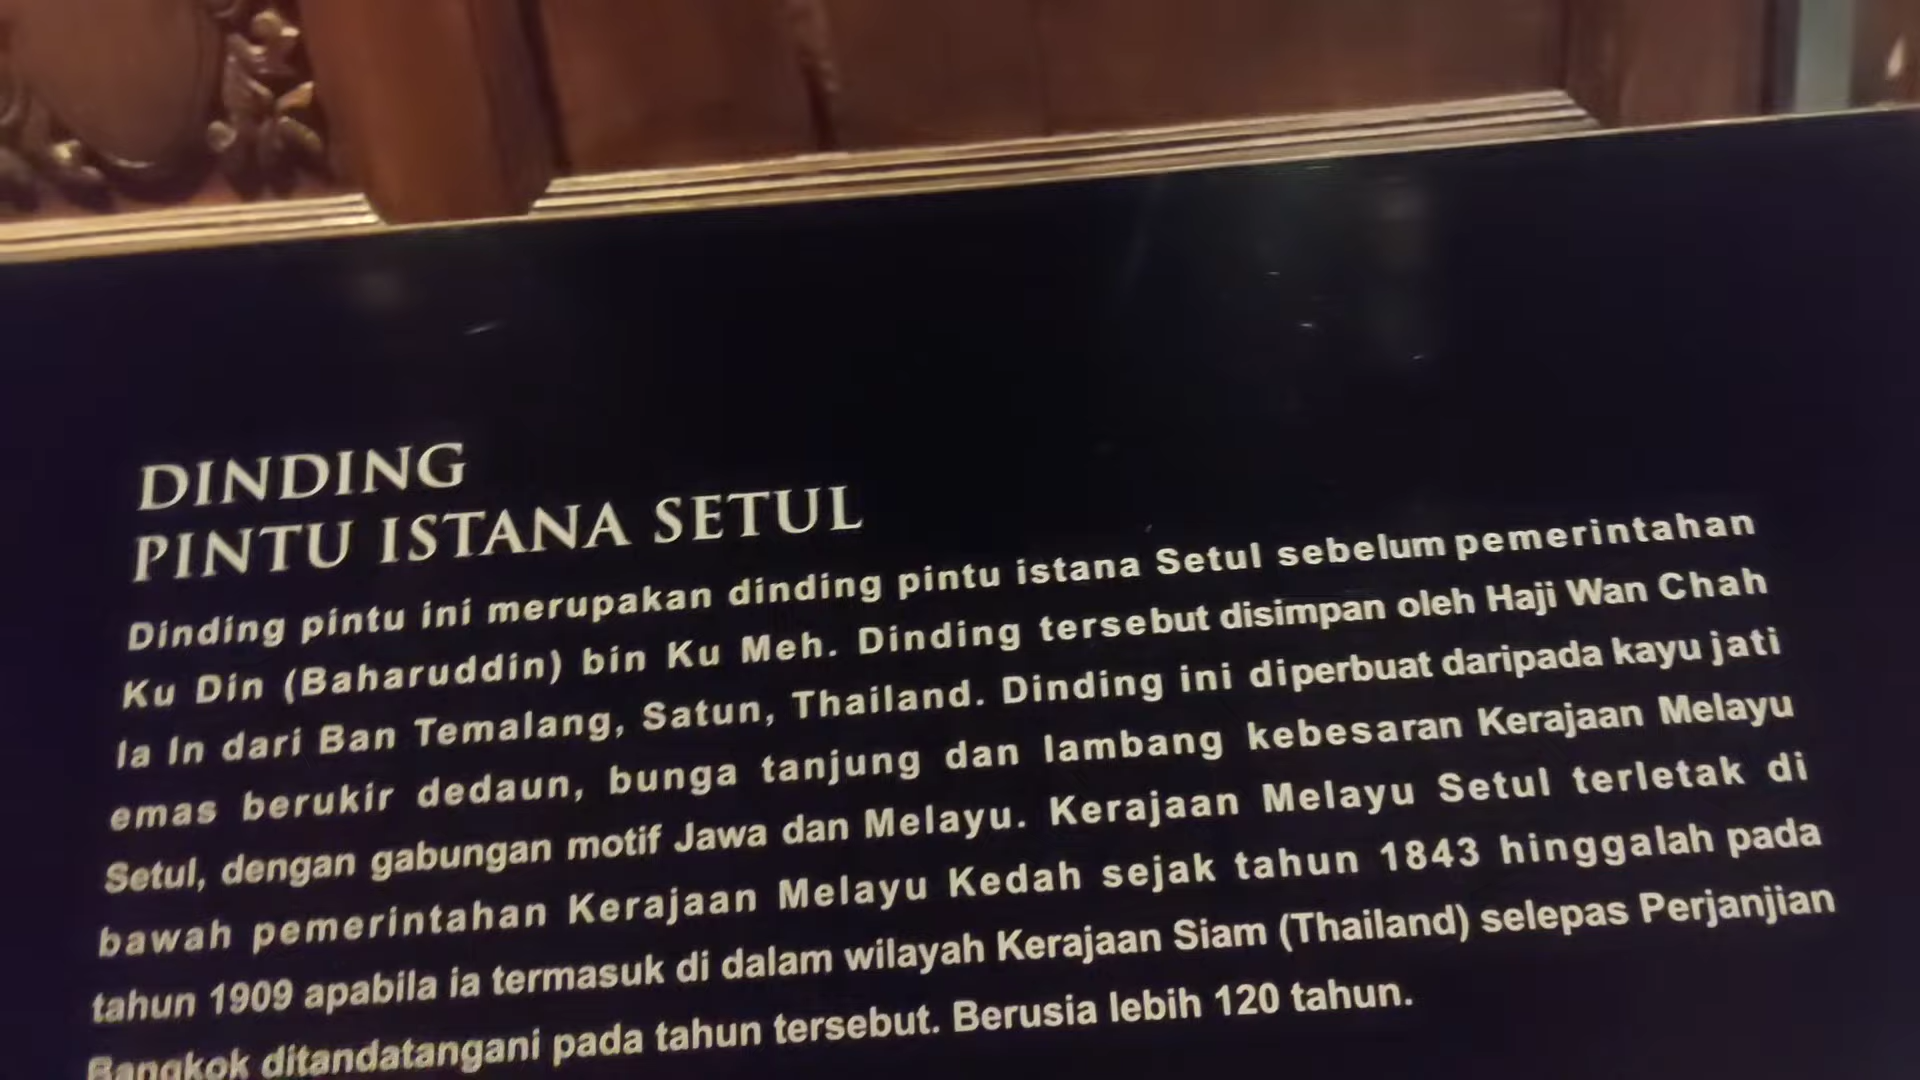 DINDING
PINTU ISTANA SETUL
Dinding pintu ini merupakan dinding pintu istana Setul sebelum pemerintahan
Ku Din (Baharuddin) bin Ku Meh. Dinding tersebut disimpan oleh Haji Wan Chah
Ia In dari Ban Temalang, Satun, Thailand. Dinding ini diperbuat daripada kayu jati
emas berukir dedaun, bunga tanjung dan lambang kebesaran Kerajaan Melayu
Setul, dengan gabungan motif Jawa dan Melayu. Kerajaan Melayu Setul terletak di
bawah pemerintahan Kerajaan Melayu Kedah sejak tahun 1843 hinggalah pada
tahun 1909 apabila ia termasuk di dalam wilayah Kerajaan Siam (Thailand) selepas Perjanjian
Bangkok ditandatangani pada tahun tersebut. Berusia lebih 120 tahun.